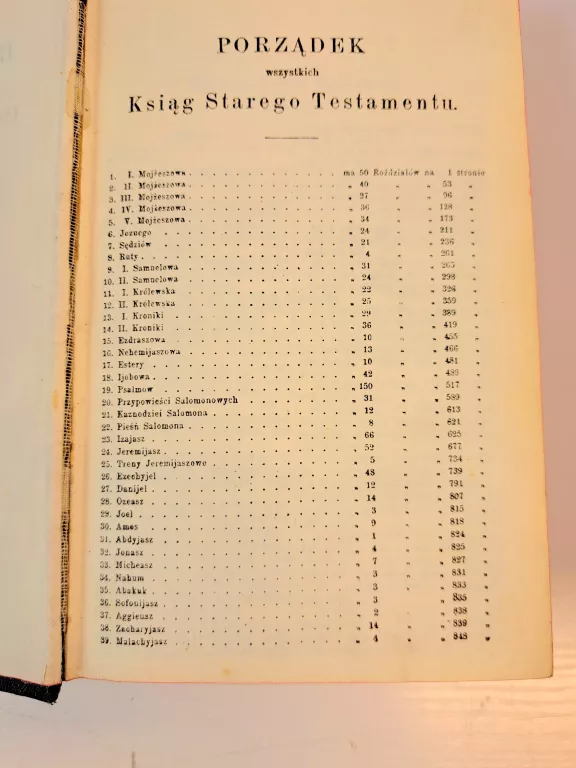 PORZĄDEK
wszystkich
Ksiąg Starego Testamentu.
1. I. Mojżeszowa ma 50 Rozdziałów na 1 stronie
2. II. Mojżeszowa „ 40 „ „ 53 „
3. III Mojżeszowa „ 27 „ „ 96 „
4. IV. Mojżeszowa „ 36 „ „ 128 „
5. V. Mojżeszowa „ 34 „ „ 173 „
6. Jozuego „ 24 „ „ 211 „
7. Sędziów „ 21 „ „ 236 „
8. Ruty „ 4 „ „ 261 „
9. I. Samuelowa „ 31 „ „ 265 „
10. II. Samuelowa „ 24 „ „ 298 „
11. I. Królewska „ 22 „ „ 326 „
12. II. Królewska „ 25 „ „ 359 „
13. I. Kroniki „ 29 „ „ 389 „
14. II. Kroniki „ 36 „ „ 419 „
15. Ezdraszowa „ 10 „ „ 455 „
16. Nehemijaszowa „ 13 „ „ 466 „
17. Estery „ 10 „ „ 481 „
18. Ijobowa „ 42 „ „ 489 „
19. Psalmow „ 150 „ „ 517 „
20. Przypowieści Salomonowych „ 31 „ „ 589 „
21. Kaznodziei Salomona „ 12 „ „ 613 „
22. Pieśń Salomona „ 8 „ „ 621 „
23. Izajasz „ 66 „ „ 625 „
24. Jeremijasz „ 52 „ „ 677 „
25. Treny Jeremijaszowe „ 5 „ „ 734 „
26. Ezechyjel „ 48 „ „ 739 „
27. Danijel „ 12 „ „ 791 „
28. Ozeasz „ 14 „ „ 807 „
29. Joel „ 3 „ „ 815 „
30. Amos „ 9 „ „ 818 „
31. Abdyjasz „ 1 „ „ 824 „
32. Jonasz „ 4 „ „ 825 „
33. Micheasz „ 7 „ „ 827 „
34. Nahum „ 3 „ „ 831 „
35. Abakuk „ 3 „ „ 833 „
36. Sofonijasz „ 3 „ 835 „
37. Aggieusz „ 2 „ „ 838 „
38. Zacharyjasz „ 14 „ „ 839 „
39. Malachyjasz „ 4 „ „ 848 „